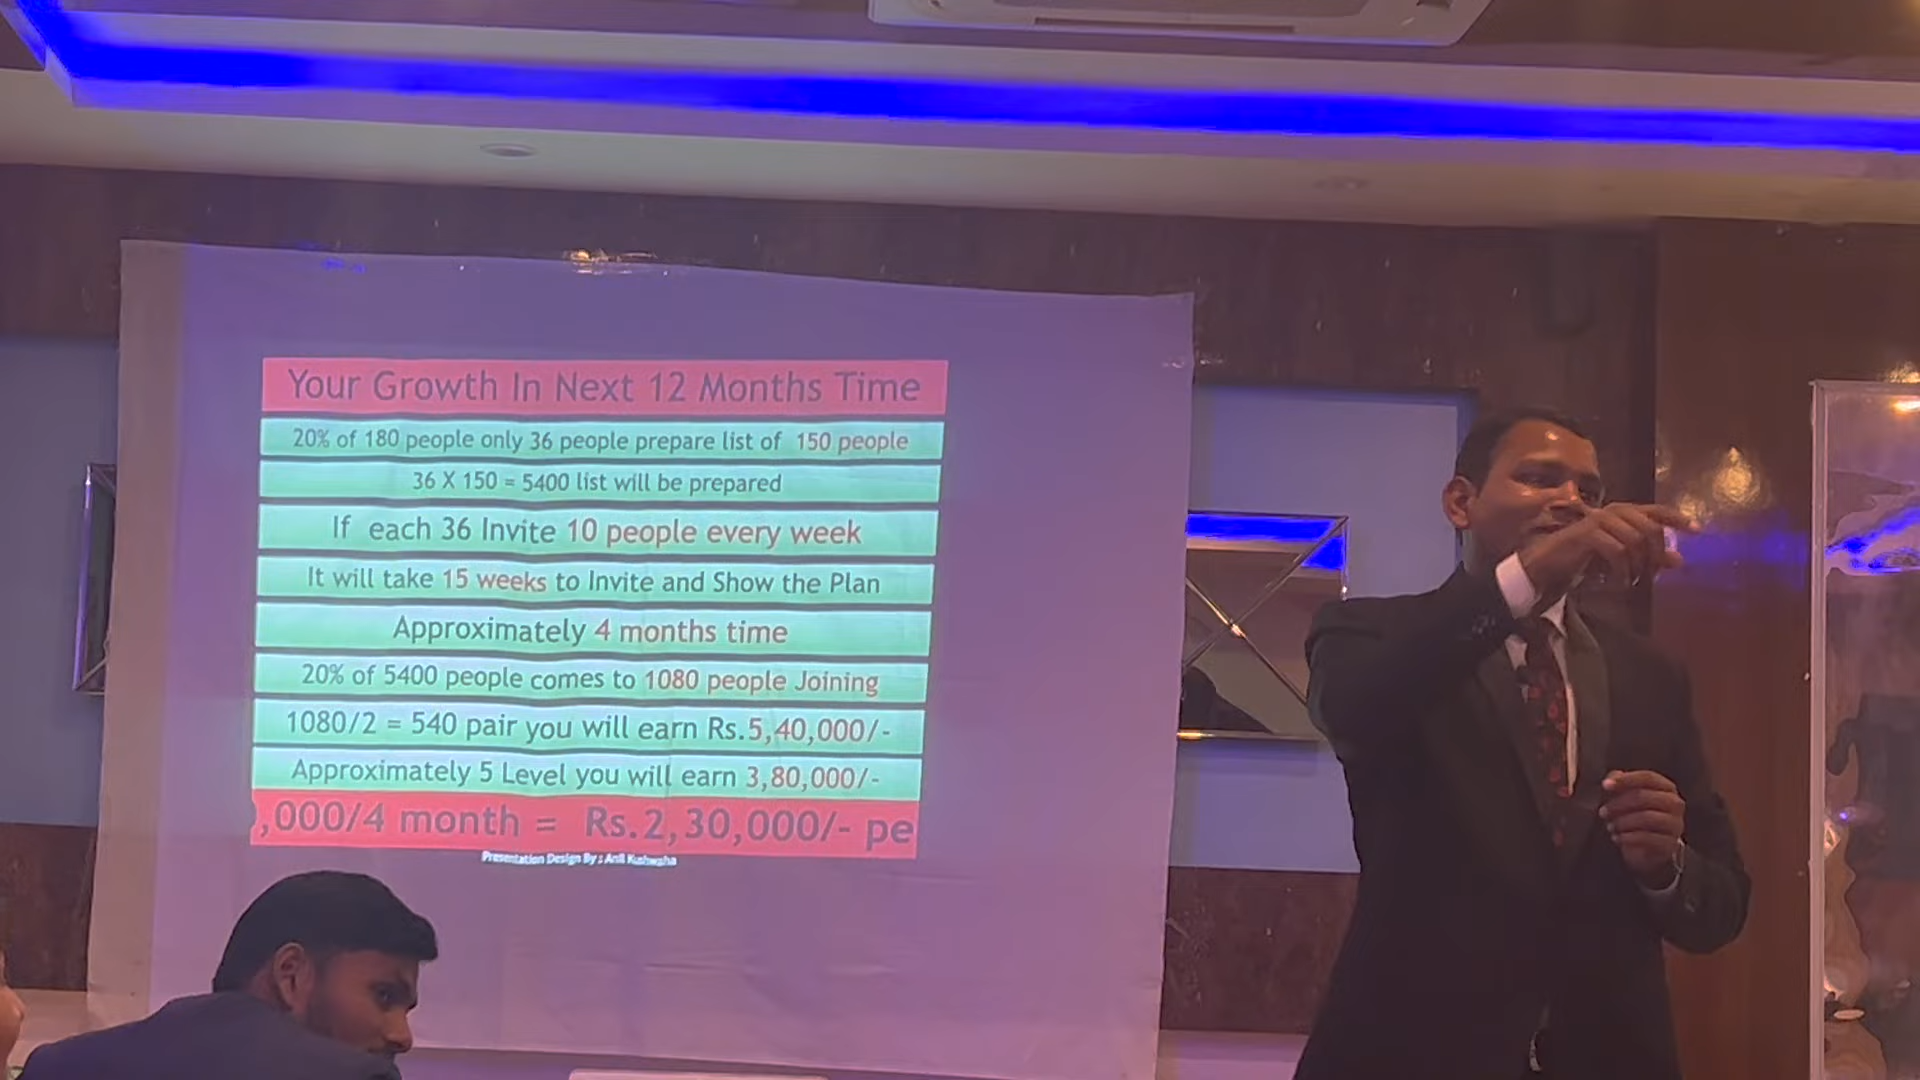 Your Growth In Next 12 Months Time
20% of 180 people only 36 people prepare list of 150 people
36 X 150 = 5400 list will be prepared
If each 36 Invite 10 people every week
It will take 15 weeks to Invite and Show the Plan
Approximately 4 months time
20% of 5400 people comes to 1080 people Joining
1080/2 = 540 pair you will earn Rs.5,40,000/-
Approximately 5 Level you will earn 3,80,000/-
,000/4 month = Rs.2,30,000/- pe
Presentation Design By : Anil Kushwaha